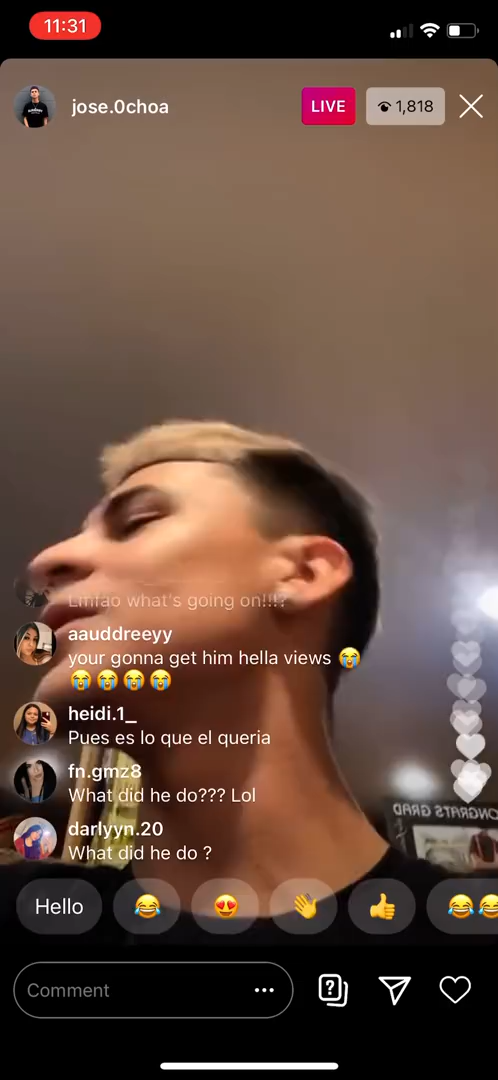 11:31
jose.0choa
LIVE
1,818
Lmfao what's going on!!!?
aauddreeyy
your gonna get him hella views 😭
😭😭😭😭
heidi.1_
Pues es lo que el queria
fn.gmz8
What did he do??? Lol
CONGRATS GRAD
darlyyn.20
What did he do ?
Hello 😂 😍 👋 👍 😂😂
Comment